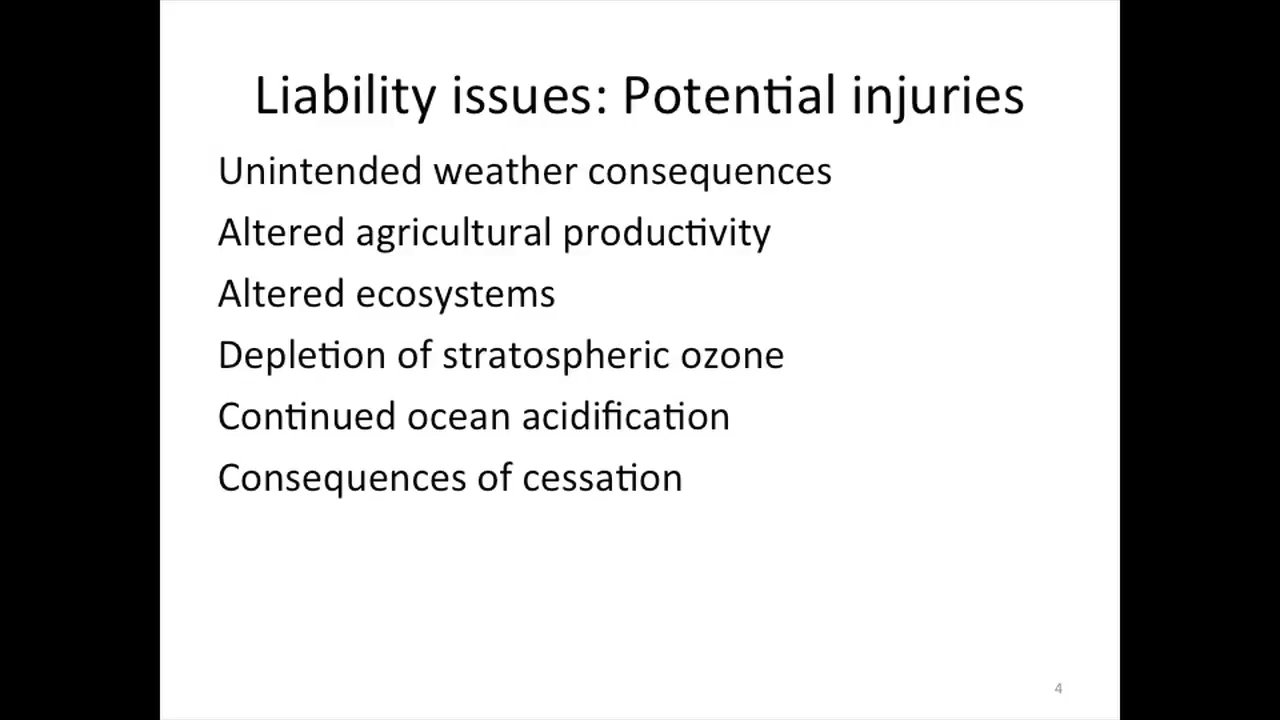 Liability issues: Potential injuries
Unintended weather consequences
Altered agricultural productivity
Altered ecosystems
Depletion of stratospheric ozone
Continued ocean acidification
Consequences of cessation
4